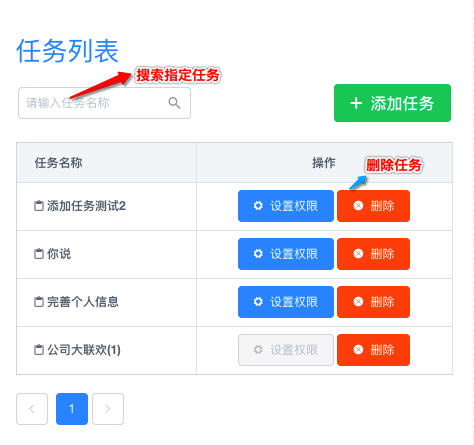 任务列表
搜索指定任务
请输入任务名称
添加任务
任务名称 操作
删除任务
添加任务测试2 设置权限 删除
你说 设置权限 删除
完善个人信息 设置权限 删除
公司大联欢(1) 设置权限 删除
1